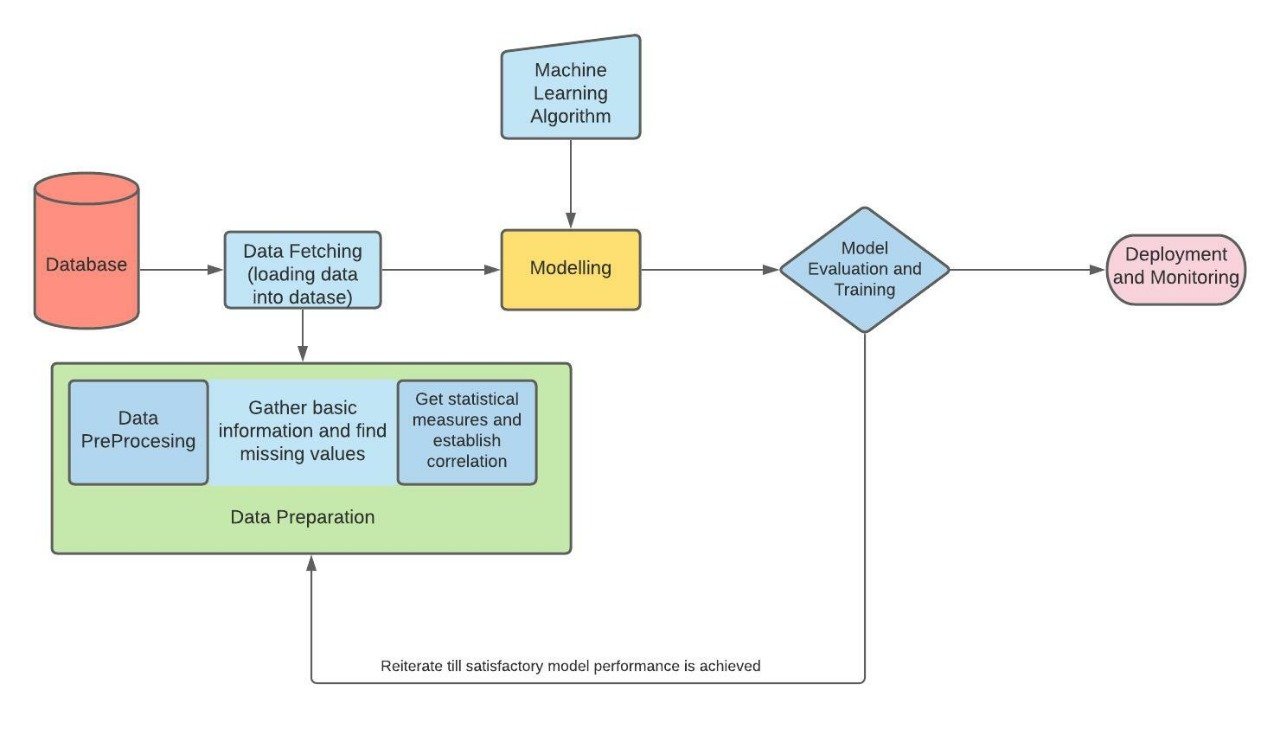 Machine
Learning
Algorithm
Database
Data Fetching
(loading data
into datase)
Modelling
Model
Evaluation and
Training
Deployment
and Monitoring
Data
PreProcesing
Gather basic
information and find
missing values
Get statistical
measures and
establish
correlation
Data Preparation
Reiterate till satisfactory model performance is achieved